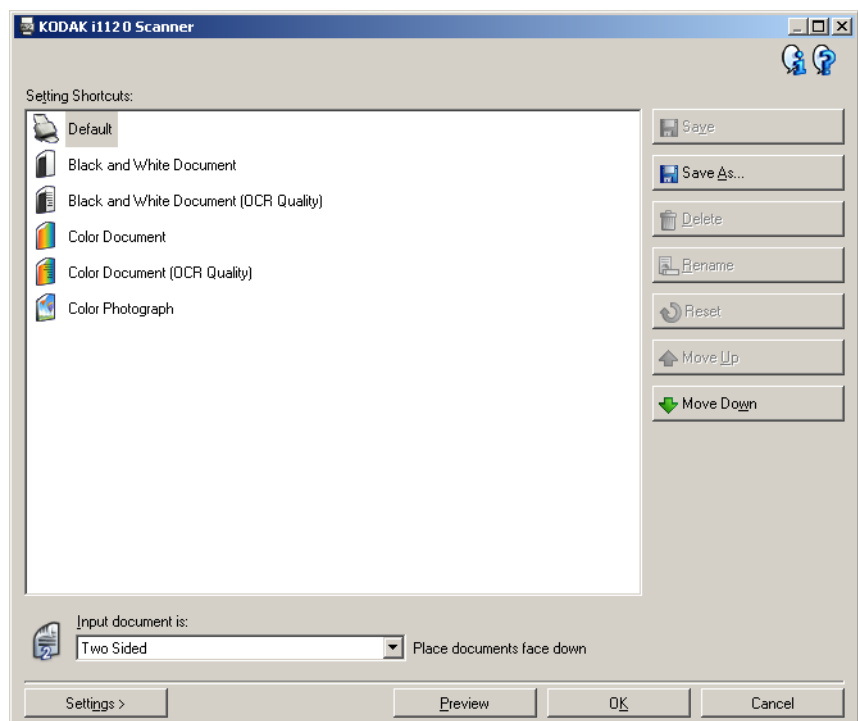 KODAK i1120 Scanner
Setting Shortcuts:
Default
Black and White Document
Black and White Document (OCR Quality)
Color Document
Color Document (OCR Quality)
Color Photograph
Save
Save As...
Delete
Rename
Reset
Move Up
Move Down
Input document is:
2
Two Sided
Place documents face down
Settings >
Preview
OK
Cancel